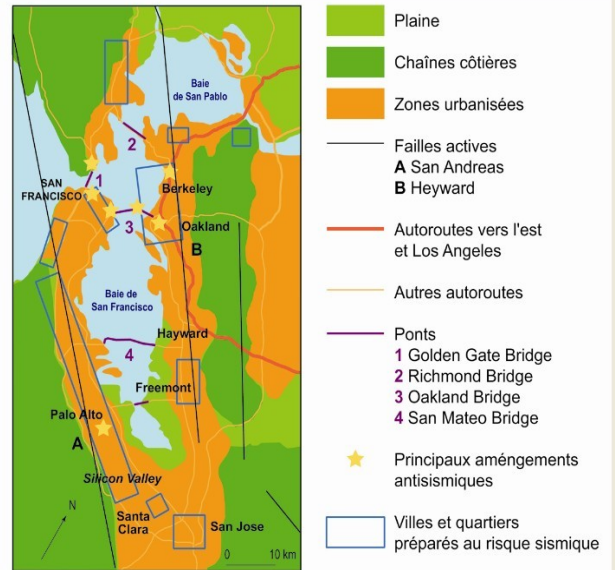 Baie
de San Pablo
2
1
SAN
FRANCISCO
Berkeley
3
Oakland
B
Baie de
San Francisco
Hayward
4
Freemont
Palo Alto
A
Silicon Valley
N
Santa
Clara
San Jose
0 10 km
Plaine
Chaînes côtières
Zones urbanisées
Failles actives
A San Andreas
B Heyward
Autoroutes vers l'est
et Los Angeles
Autres autoroutes
Ponts
1 Golden Gate Bridge
2 Richmond Bridge
3 Oakland Bridge
4 San Mateo Bridge
Principaux améngements
antisismiques
Villes et quartiers
préparés au risque sismique